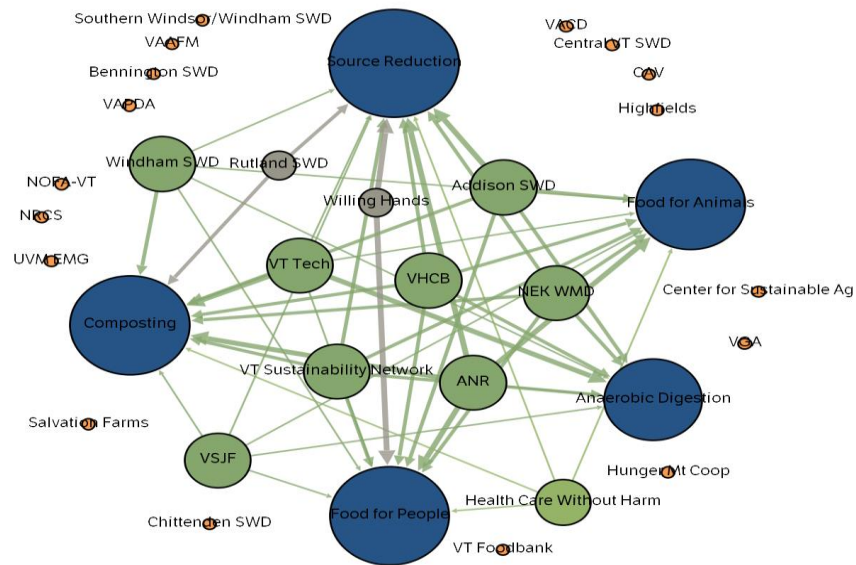 Southern Windsor/Windham SWD
VACD
VAAFM
Central VT SWD
Source Reduction
Bennington SWD
CAV
VAPDA
Highfields
Windham SWD
Rutland SWD
NOFA-VT
Addison SWD
Willing Hands
Food for Animals
NRCS
UVM EMG
VT Tech
VHCB
NEK WMD
Center for Sustainable Ag
Composting
VGA
VT Sustainability Network
ANR
Anaerobic Digestion
Salvation Farms
VSJF
Hunger Mt Coop
Health Care Without Harm
Food for People
Chittenden SWD
VT Foodbank